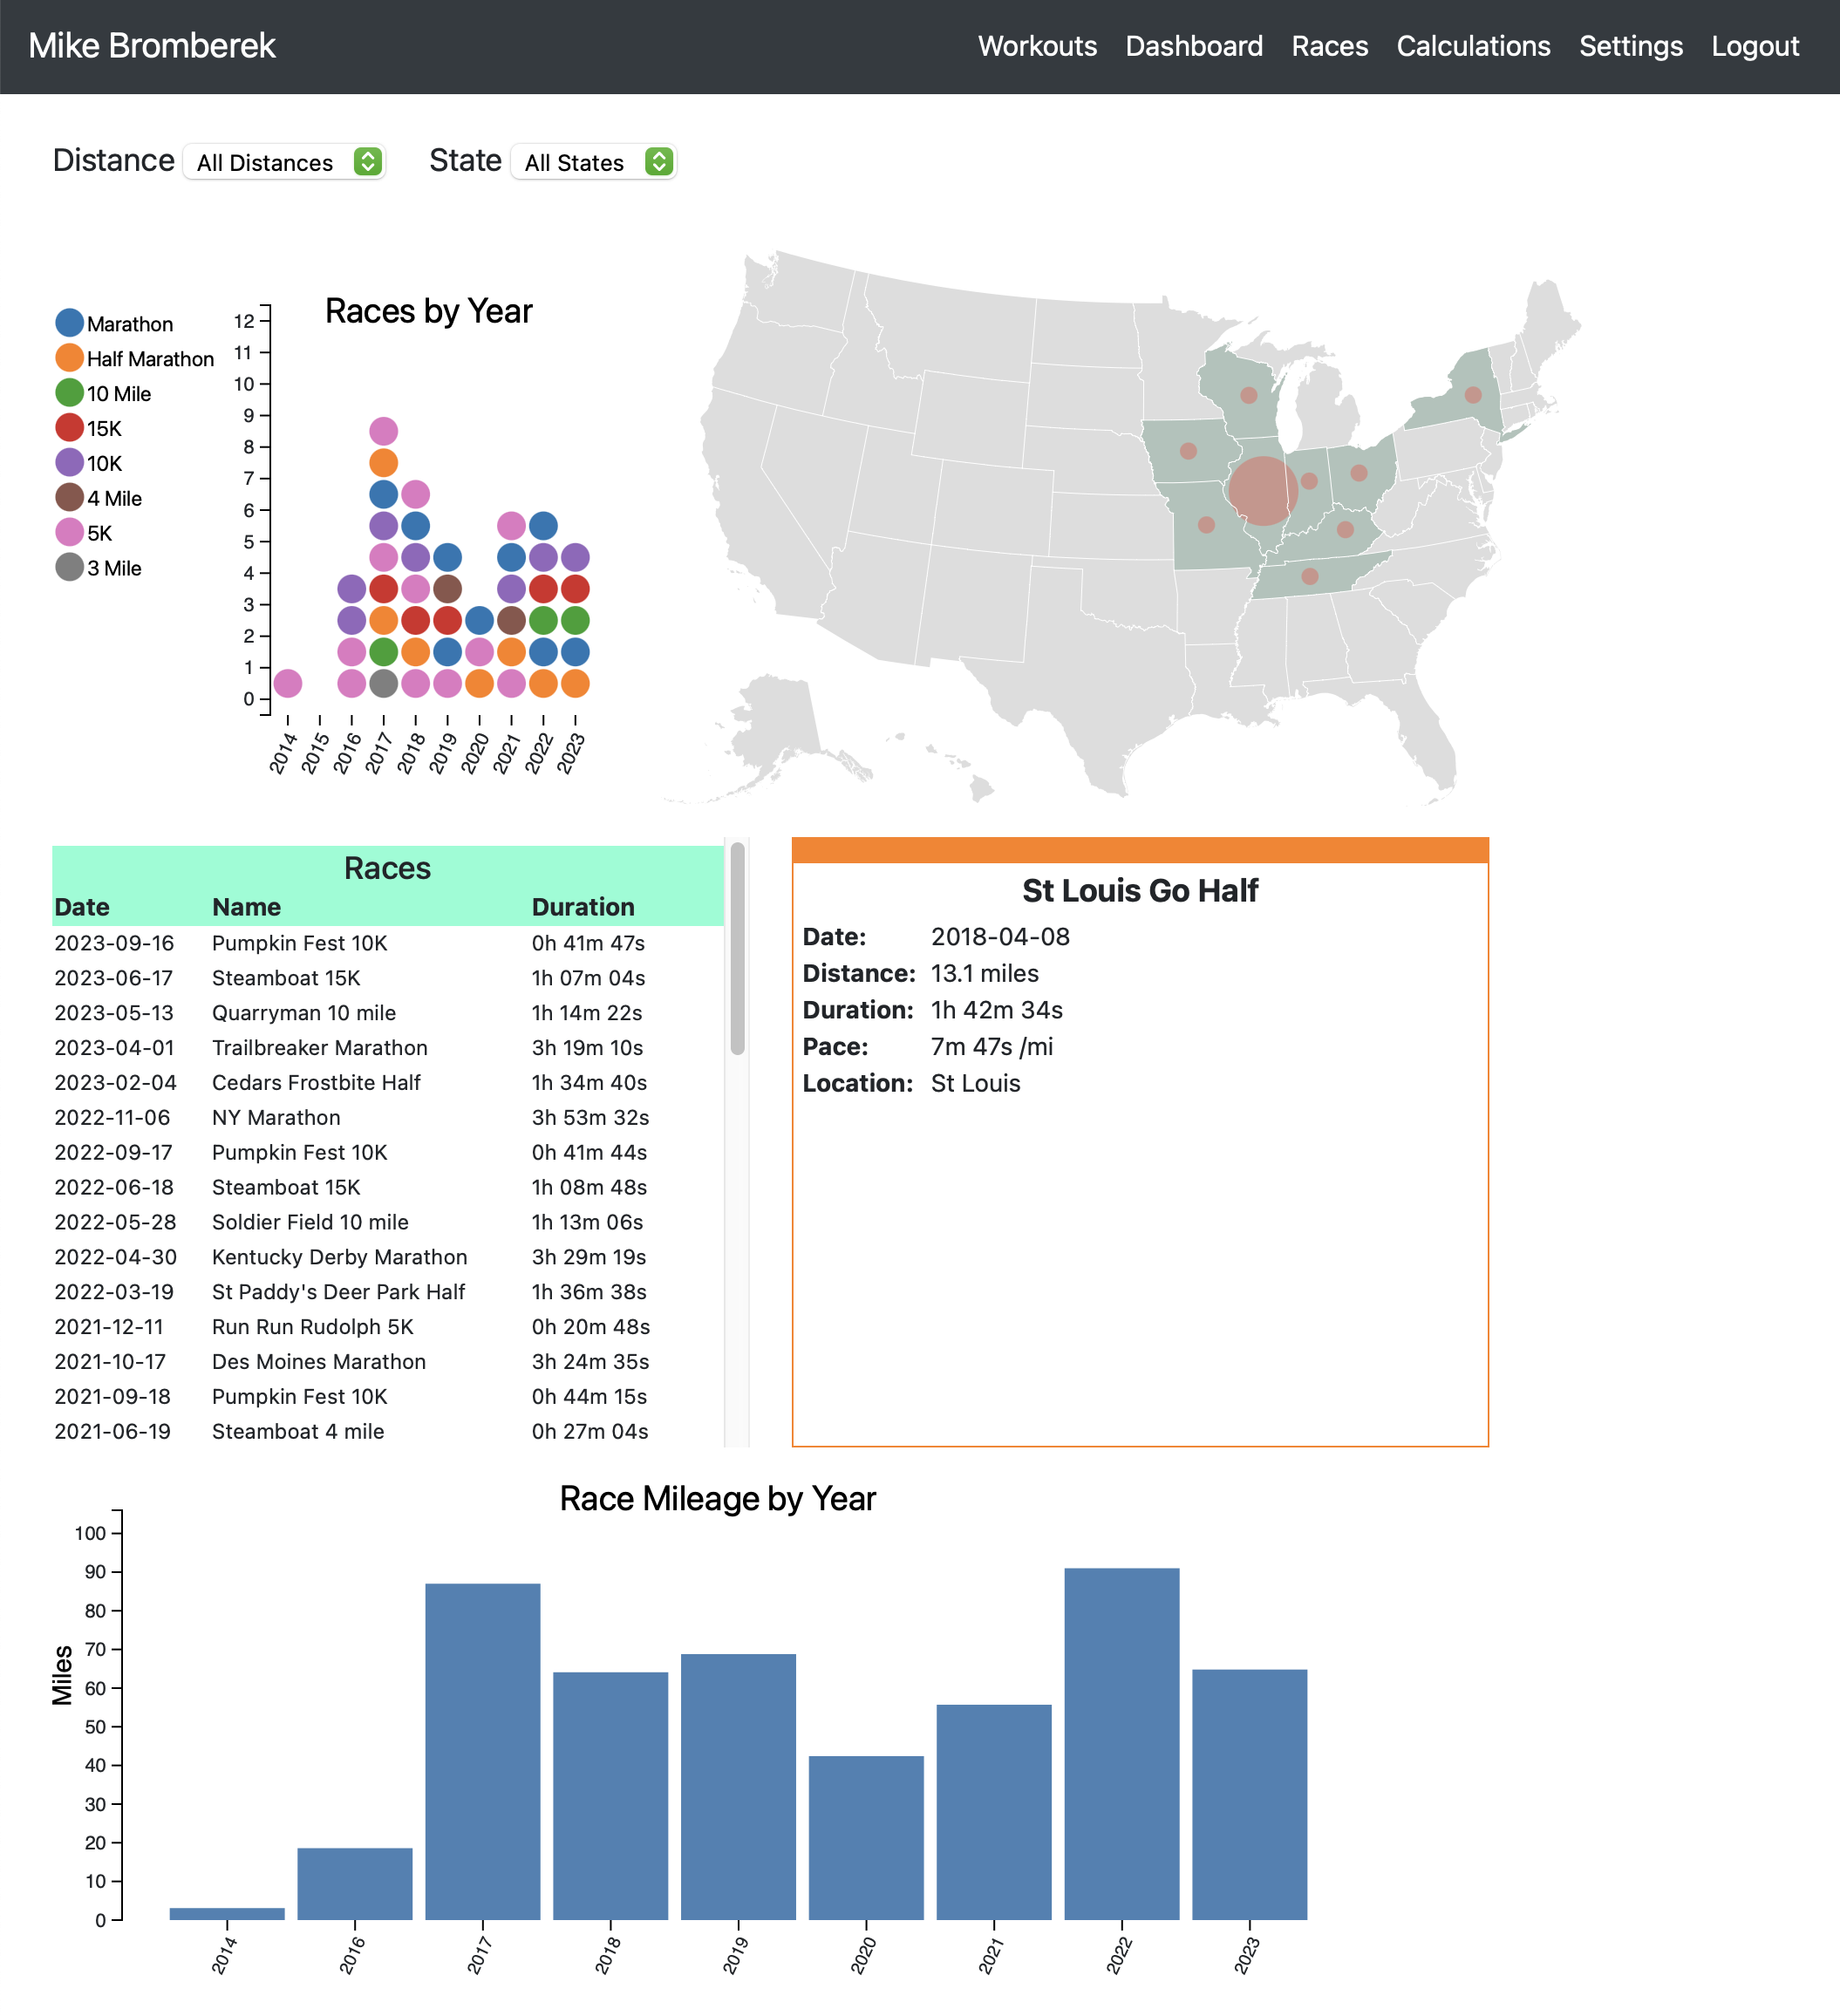 Mike Bromberek Workouts Dashboard Races Calculations Settings Logout
Distance All Distances State All States
Races by Year
Marathon
Half Marathon
10 Mile
15K
10K
4 Mile
5K
3 Mile
12
11
10
9
8
7
6
5
4
3
2
1
0
2014 2015 2016 2017 2018 2019 2020 2021 2022 2023
Races
Date Name Duration
2023-09-16 Pumpkin Fest 10K 0h 41m 47s
2023-06-17 Steamboat 15K 1h 07m 04s
2023-05-13 Quarryman 10 mile 1h 14m 22s
2023-04-01 Trailbreaker Marathon 3h 19m 10s
2023-02-04 Cedars Frostbite Half 1h 34m 40s
2022-11-06 NY Marathon 3h 53m 32s
2022-09-17 Pumpkin Fest 10K 0h 41m 44s
2022-06-18 Steamboat 15K 1h 08m 48s
2022-05-28 Soldier Field 10 mile 1h 13m 06s
2022-04-30 Kentucky Derby Marathon 3h 29m 19s
2022-03-19 St Paddy's Deer Park Half 1h 36m 38s
2021-12-11 Run Run Rudolph 5K 0h 20m 48s
2021-10-17 Des Moines Marathon 3h 24m 35s
2021-09-18 Pumpkin Fest 10K 0h 44m 15s
2021-06-19 Steamboat 4 mile 0h 27m 04s
St Louis Go Half
Date: 2018-04-08
Distance: 13.1 miles
Duration: 1h 42m 34s
Pace: 7m 47s /mi
Location: St Louis
Race Mileage by Year
Miles
100
90
80
70
60
50
40
30
20
10
0
2014 2016 2017 2018 2019 2020 2021 2022 2023